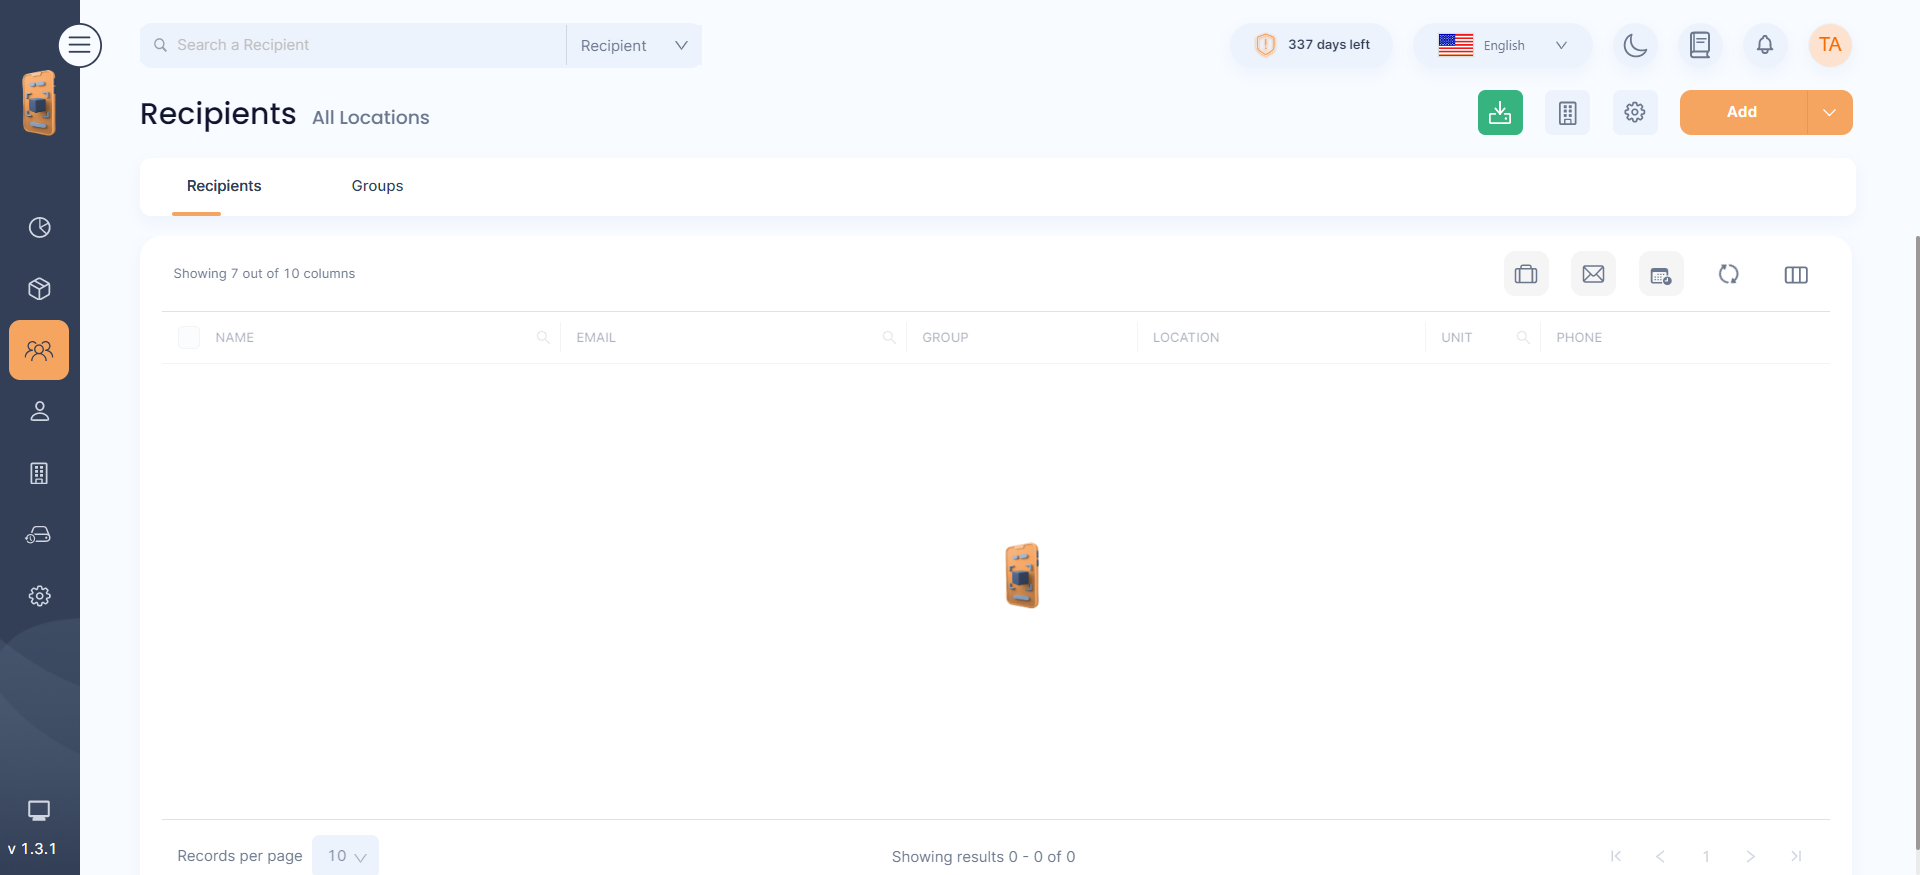 Search a Recipient
Recipient
337 days left
English
TA
Recipients
All Locations
Add
Recipients
Groups
Showing 7 out of 10 columns
NAME
EMAIL
GROUP
LOCATION
UNIT
PHONE
v 1.3.1
Records per page
10
Showing results 0 - 0 of 0
1